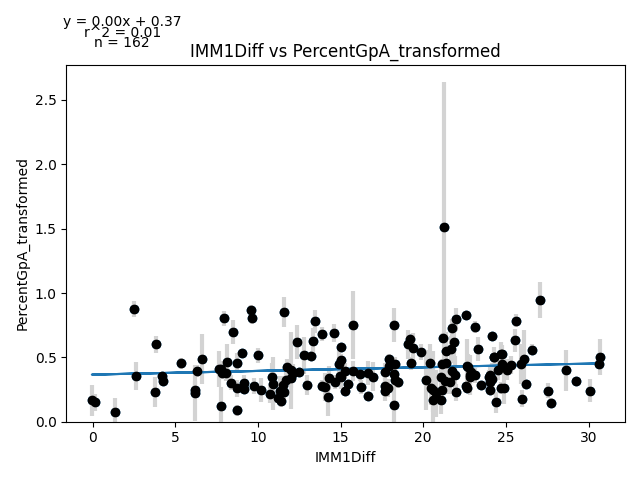 y = 0.00x + 0.37
r^2 = 0.01
n = 162
IMM1Diff vs PercentGpA_transformed
PercentGpA_transformed
2.5
2.0
1.5
1.0
0.5
0.0
0 5 10 15 20 25 30
IMM1Diff